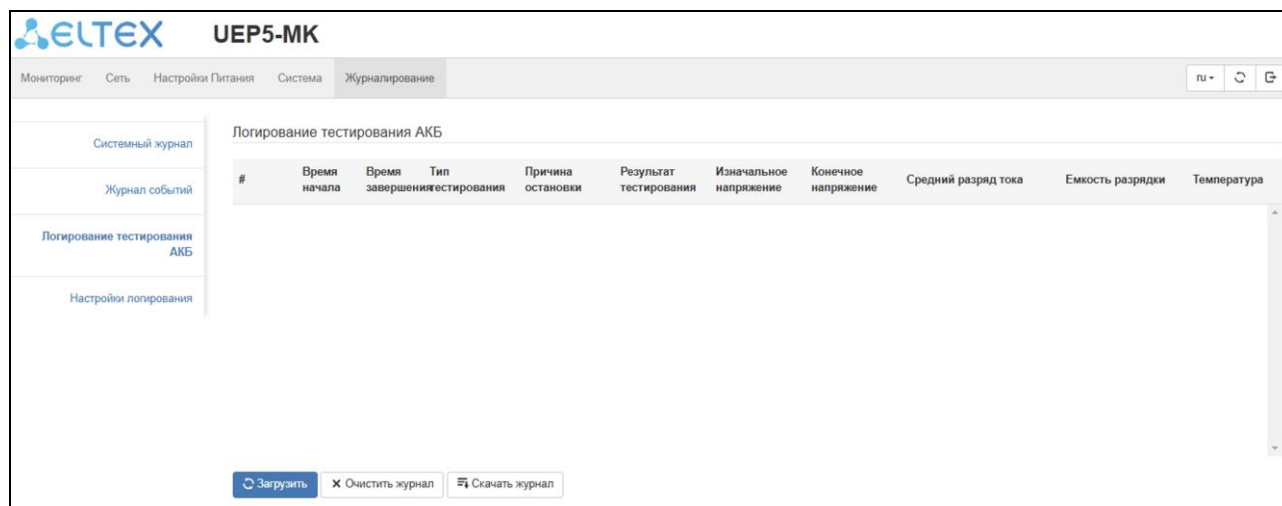 ELTEX UEP5-MK
Мониторинг Сеть Настройки Питания Система Журналирование ru
Системный журнал
Журнал событий
Логирование тестирования
АКБ
Настройки логирования
Логирование тестирования АКБ
# Время начала Время завершения Тип тестирования Причина остановки Результат тестирования Изначальное напряжение Конечное напряжение Средний разряд тока Емкость разрядки Температура
Загрузить Очистить журнал Скачать журнал